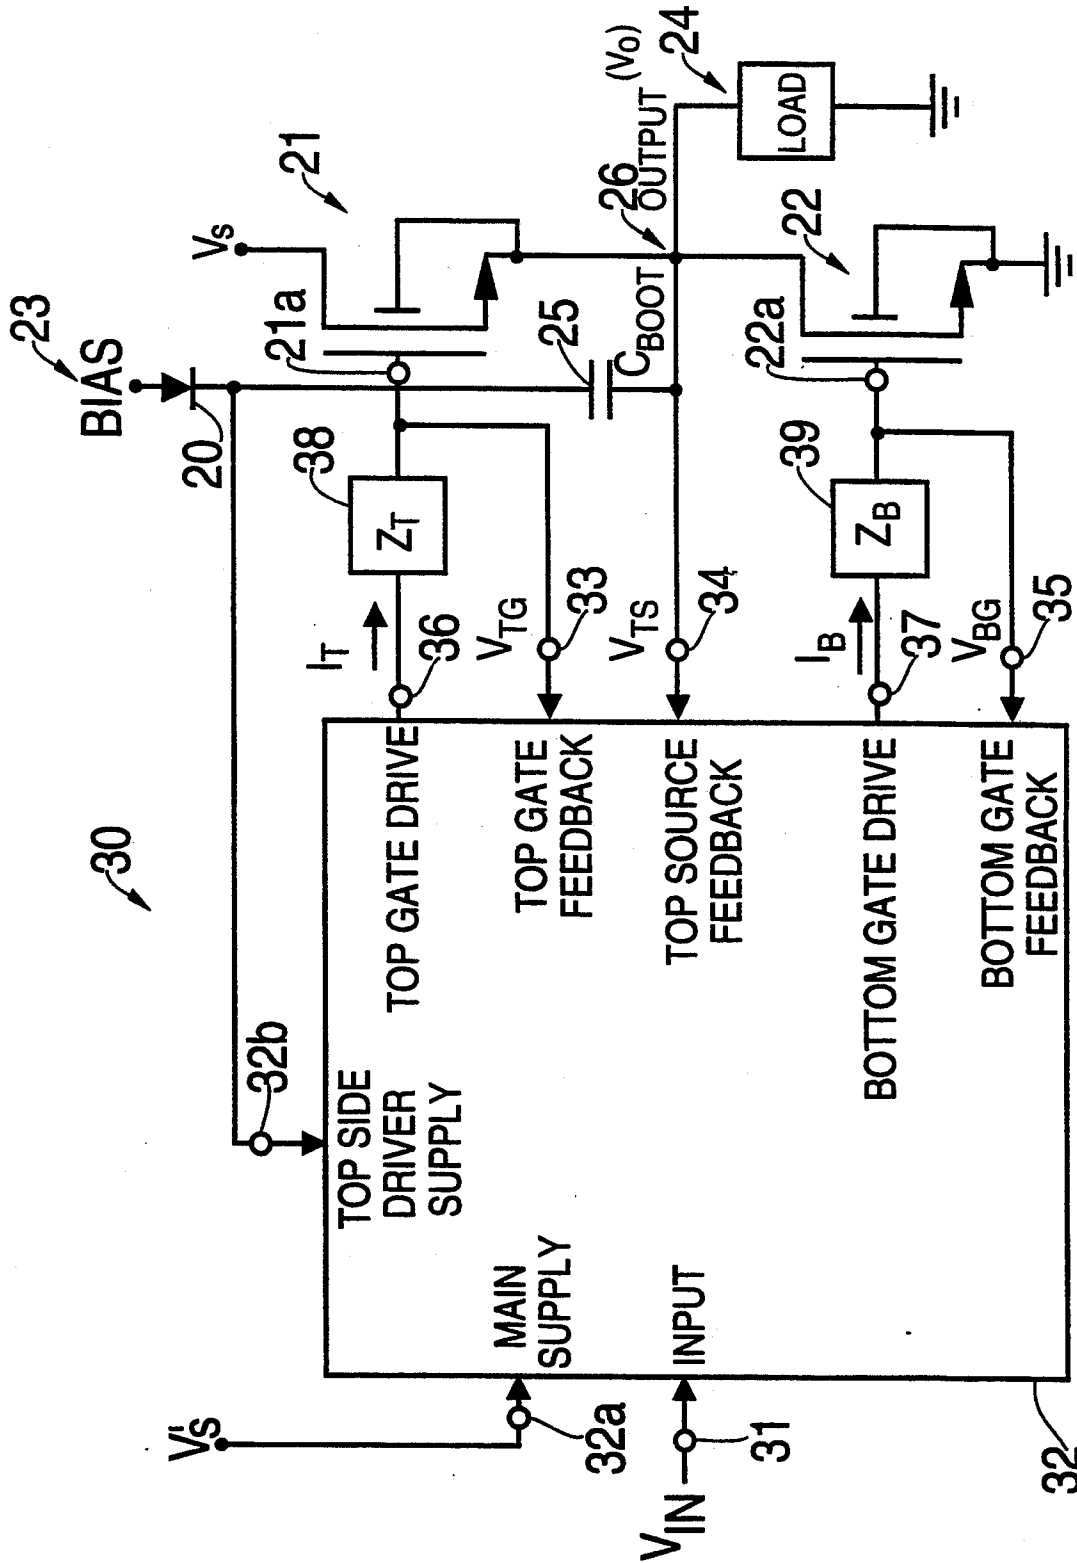 30
23
BIAS
20
V's
32a
MAIN
SUPPLY
VIN
31
INPUT
32
32b
TOP SIDE
DRIVER
SUPPLY
TOP GATE DRIVE
36
IT
ZT
38
21a
Vs
21
TOP GATE
FEEDBACK
VTG
33
25
CBOOT
TOP SOURCE
FEEDBACK
VTS
34
26
OUTPUT (Vo)
24
LOAD
BOTTOM GATE DRIVE
37
IB
ZB
39
22a
22
BOTTOM GATE
FEEDBACK
VBG
35